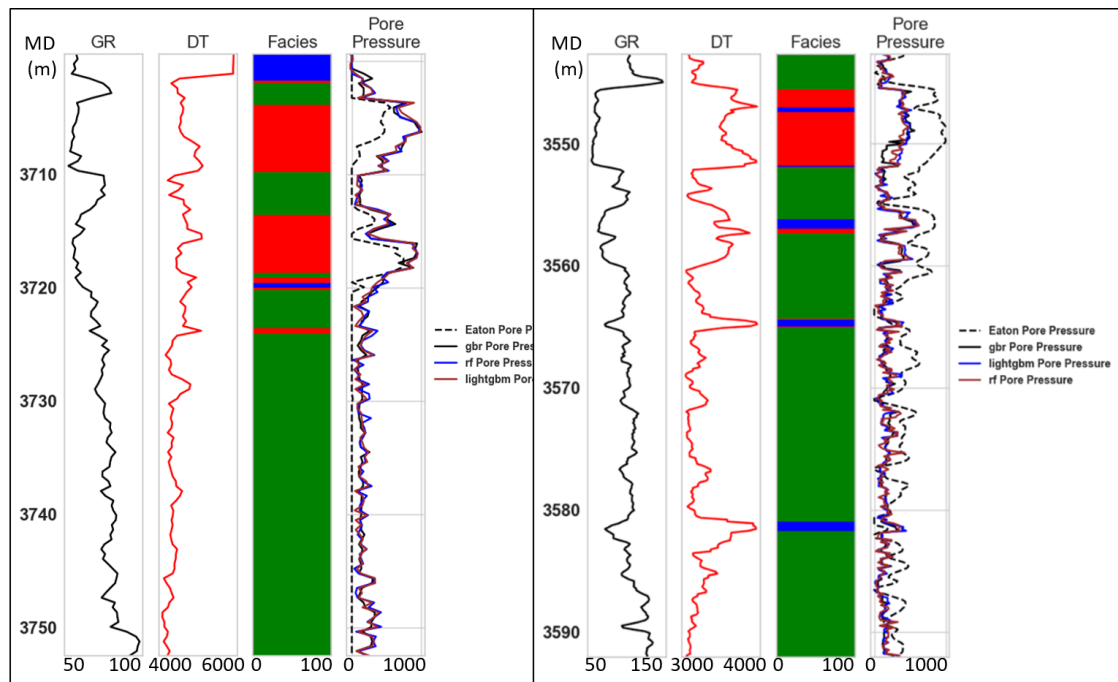 MD
(m)
GR
DT
Facies
Pore
Pressure
3710
3720
3730
3740
3750
50
100
4000
6000
0
100
0
1000
Eaton Pore P
gbr Pore Pres
rf Pore Press
lightgbm Por
MD
(m)
GR
DT
Facies
Pore
Pressure
3550
3560
3570
3580
3590
50
150
3000
4000
0
100
0
1000
Eaton Pore Pressure
gbr Pore Pressure
lightgbm Pore Pressure
rf Pore Pressure